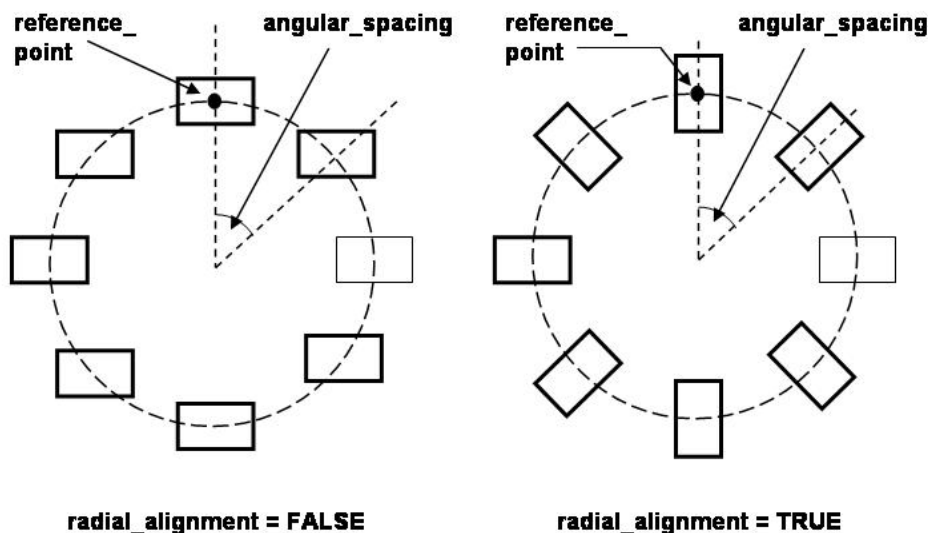 reference_
point
angular_spacing
reference_
point
angular_spacing
radial_alignment = FALSE
radial_alignment = TRUE